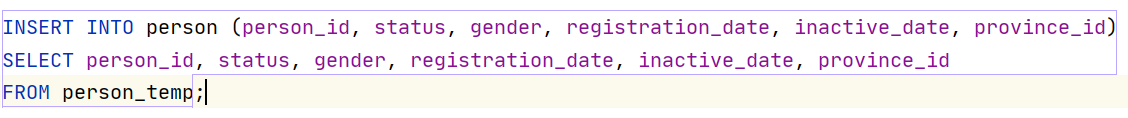 INSERT INTO person (person_id, status, gender, registration_date, inactive_date, province_id)
SELECT person_id, status, gender, registration_date, inactive_date, province_id
FROM person_temp;